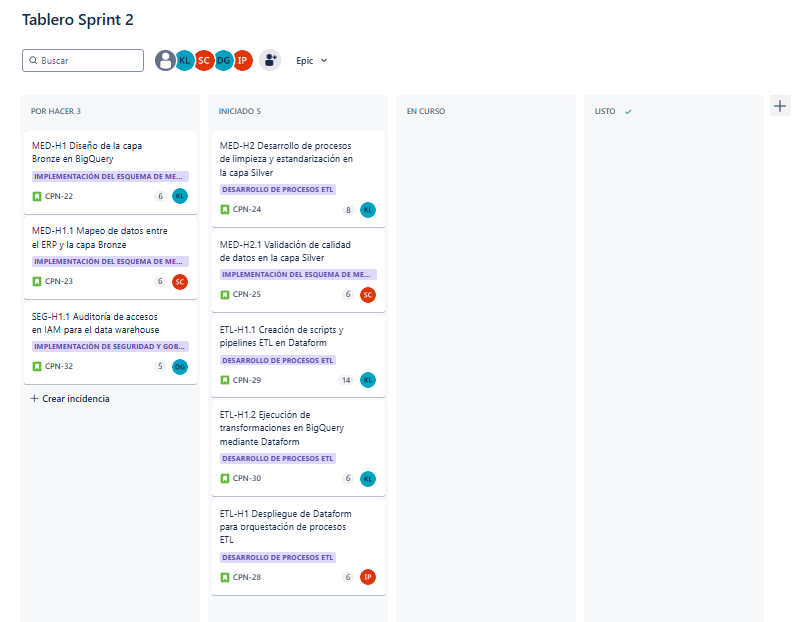 Tablero Sprint 2
Buscar
KL
SC
DG
IP
Epic
POR HACER 3
MED-H1 Diseño de la capa
Bronze en BigQuery
IMPLEMENTACIÓN DEL ESQUEMA DE ME...
CPN-22
6
KL
MED-H1.1 Mapeo de datos entre
el ERP y la capa Bronze
IMPLEMENTACIÓN DEL ESQUEMA DE ME...
CPN-23
6
SC
SEG-H1.1 Auditoría de accesos
en IAM para el data warehouse
IMPLEMENTACIÓN DE SEGURIDAD Y GOB...
CPN-32
5
DG
+ Crear incidencia
INICIADO 5
MED-H2 Desarrollo de procesos
de limpieza y estandarización en
la capa Silver
DESARROLLO DE PROCESOS ETL
CPN-24
8
KL
MED-H2.1 Validación de calidad
de datos en la capa Silver
IMPLEMENTACIÓN DEL ESQUEMA DE ME...
CPN-25
6
SC
ETL-H1.1 Creación de scripts y
pipelines ETL en Dataform
DESARROLLO DE PROCESOS ETL
CPN-29
14
KL
ETL-H1.2 Ejecución de
transformaciones en BigQuery
mediante Dataform
DESARROLLO DE PROCESOS ETL
CPN-30
6
KL
ETL-H1 Despliegue de Dataform
para orquestación de procesos
ETL
DESARROLLO DE PROCESOS ETL
CPN-28
6
IP
EN CURSO
LISTO